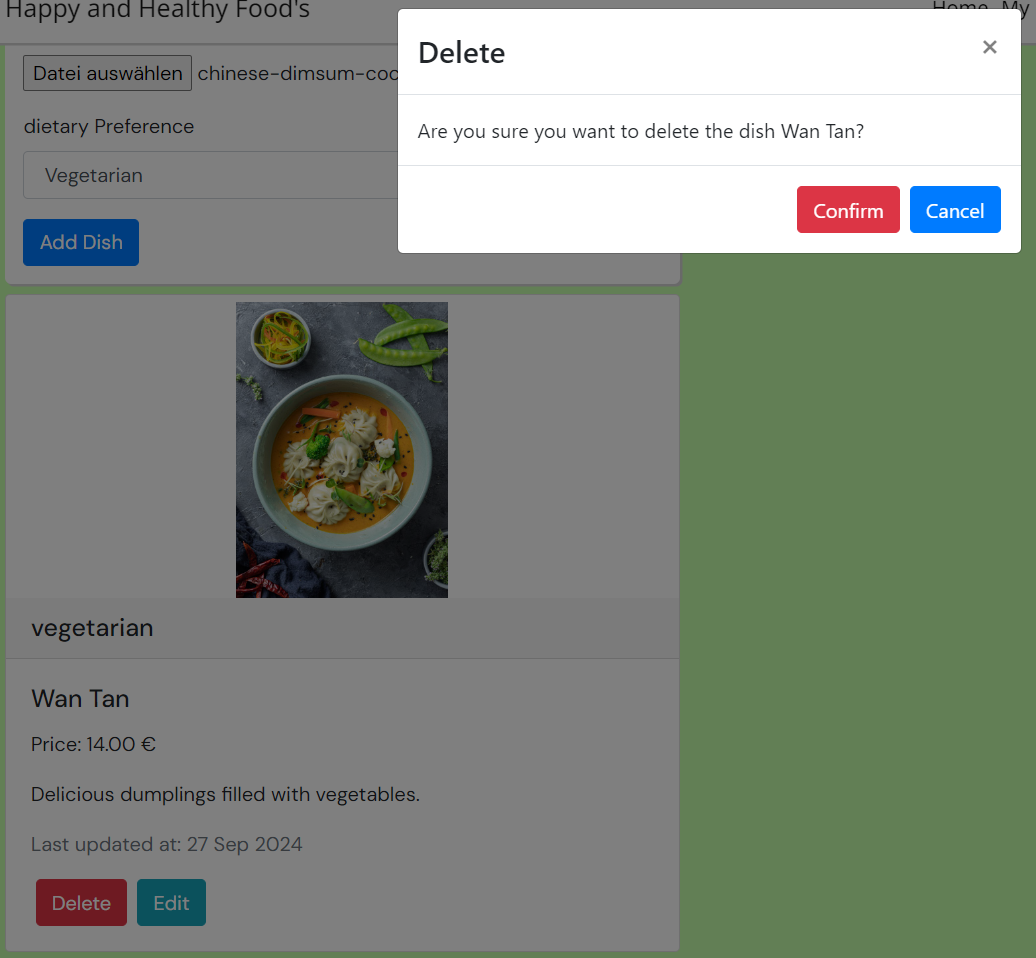 Happy and Healthy Food's
Home My
Delete ×
Are you sure you want to delete the dish Wan Tan?
Confirm Cancel
Datei auswählen chinese-dimsum-coo
dietary Preference
Vegetarian
Add Dish
vegetarian
Wan Tan
Price: 14.00 €
Delicious dumplings filled with vegetables.
Last updated at: 27 Sep 2024
Delete Edit